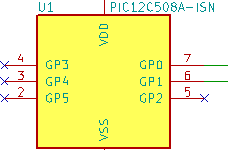 U1 PIC12C508A-ISN
VDD
4 GP3 GP0 7
3 GP4 GP1 6
2 GP5 GP2 5
VSS